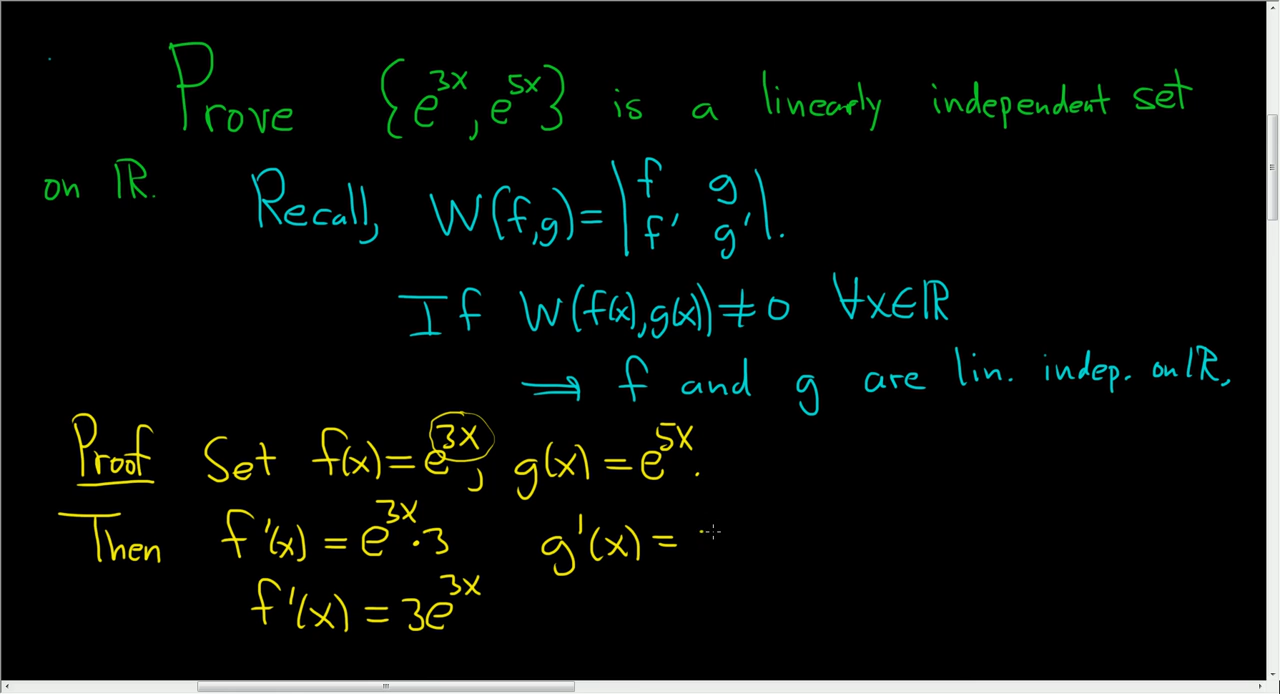 Prove {e^{3x}, e^{5x}} is a linearly independent set
on ℝ. Recall, W(f,g) = | f g |
| f' g' |.
If W(f(x),g(x)) ≠ 0 ∀x∈ℝ
⟹ f and g are lin. indep. on ℝ.
Proof Set f(x) = e^{3x}, g(x) = e^{5x}.
Then f'(x) = e^{3x}·3 g'(x) =
f'(x) = 3e^{3x}